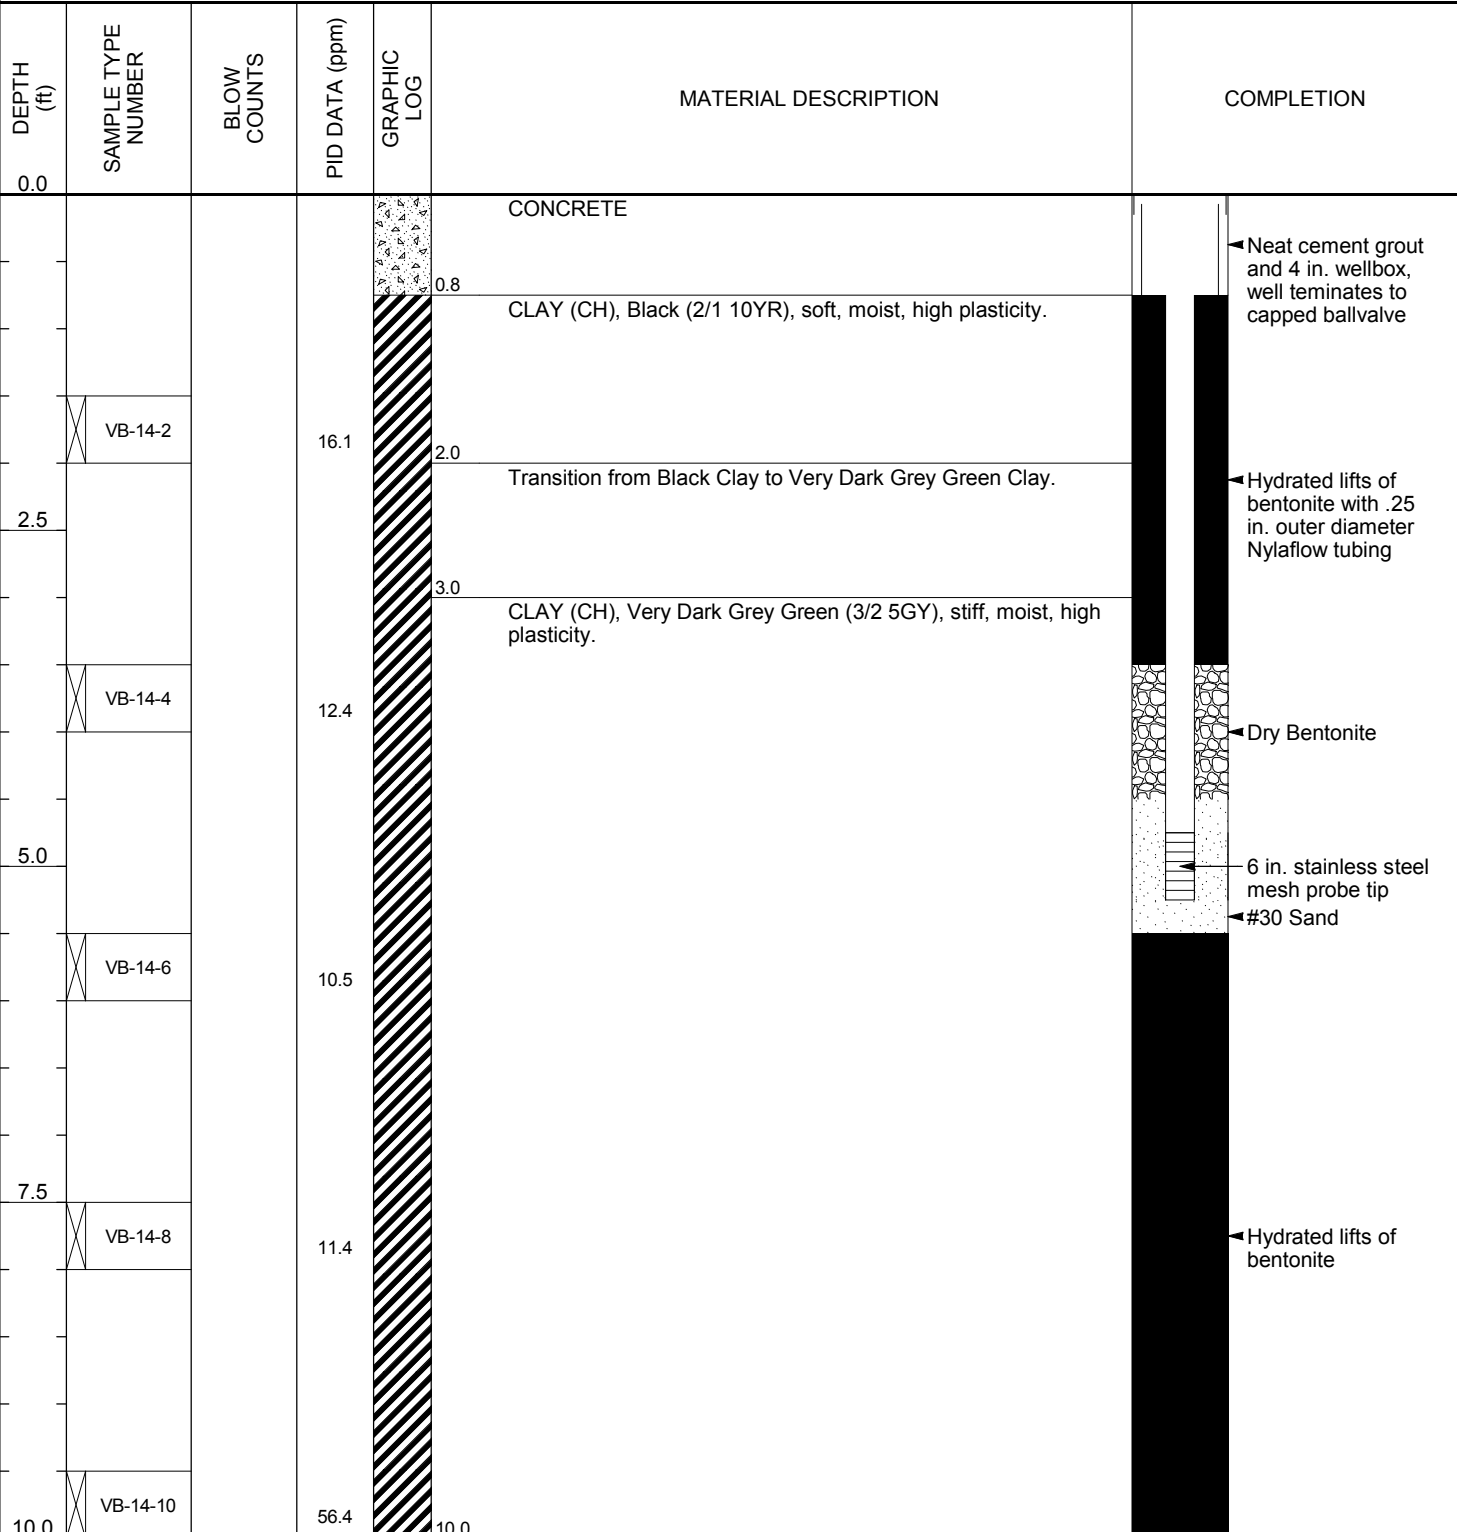 DEPTH
(ft)
SAMPLE TYPE
NUMBER
BLOW
COUNTS
PID DATA (ppm)
GRAPHIC
LOG
MATERIAL DESCRIPTION
COMPLETION
0.0
CONCRETE
Neat cement grout
and 4 in. wellbox,
well teminates to
capped ballvalve
0.8
CLAY (CH), Black (2/1 10YR), soft, moist, high plasticity.
VB-14-2
16.1
2.0
Transition from Black Clay to Very Dark Grey Green Clay.
Hydrated lifts of
bentonite with .25
in. outer diameter
Nylaflow tubing
2.5
3.0
CLAY (CH), Very Dark Grey Green (3/2 5GY), stiff, moist, high
plasticity.
VB-14-4
12.4
Dry Bentonite
5.0
6 in. stainless steel
mesh probe tip
#30 Sand
VB-14-6
10.5
7.5
VB-14-8
11.4
Hydrated lifts of
bentonite
VB-14-10
56.4
10.0
10.0